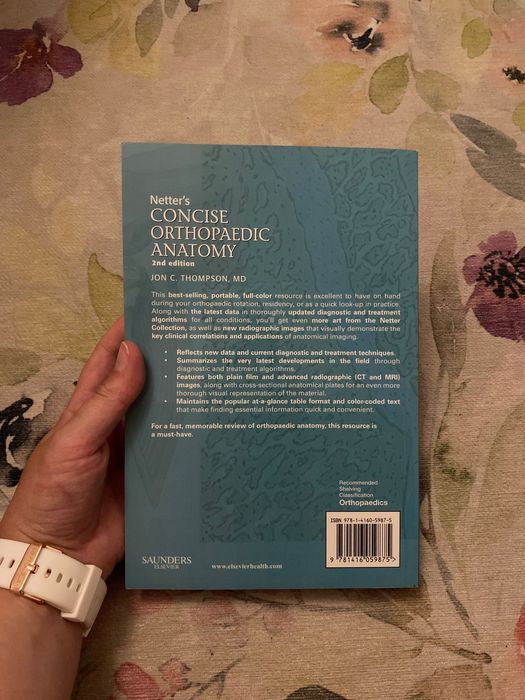 Netter's
CONCISE
ORTHOPAEDIC
ANATOMY
2nd edition
JON C. THOMPSON, MD
This best-selling, portable, full-color resource is excellent to have on hand
during your orthopaedic rotation, residency, or as a quick look-up in practice.
Along with the latest data in thoroughly updated diagnostic and treatment
algorithms for all conditions, you'll get even more art from the Netter
Collection, as well as new radiographic images that visually demonstrate the
key clinical correlations and applications of anatomical imaging.
• Reflects new data and current diagnostic and treatment techniques.
• Summarizes the very latest developments in the field through
diagnostic and treatment algorithms.
• Features both plain film and advanced radiographic (CT and MRI)
images, along with cross-sectional anatomical plates for an even more
thorough visual representation of the material.
• Maintains the popular at-a-glance table format and color-coded text
that make finding essential information quick and convenient.
For a fast, memorable review of orthopaedic anatomy, this resource is
a must-have.
Recommended
Shelving
Classification
Orthopaedics
ISBN 978-1-4160-5987-5
9 781416 059875 >
SAUNDERS
ELSEVIER
www.elsevierhealth.com